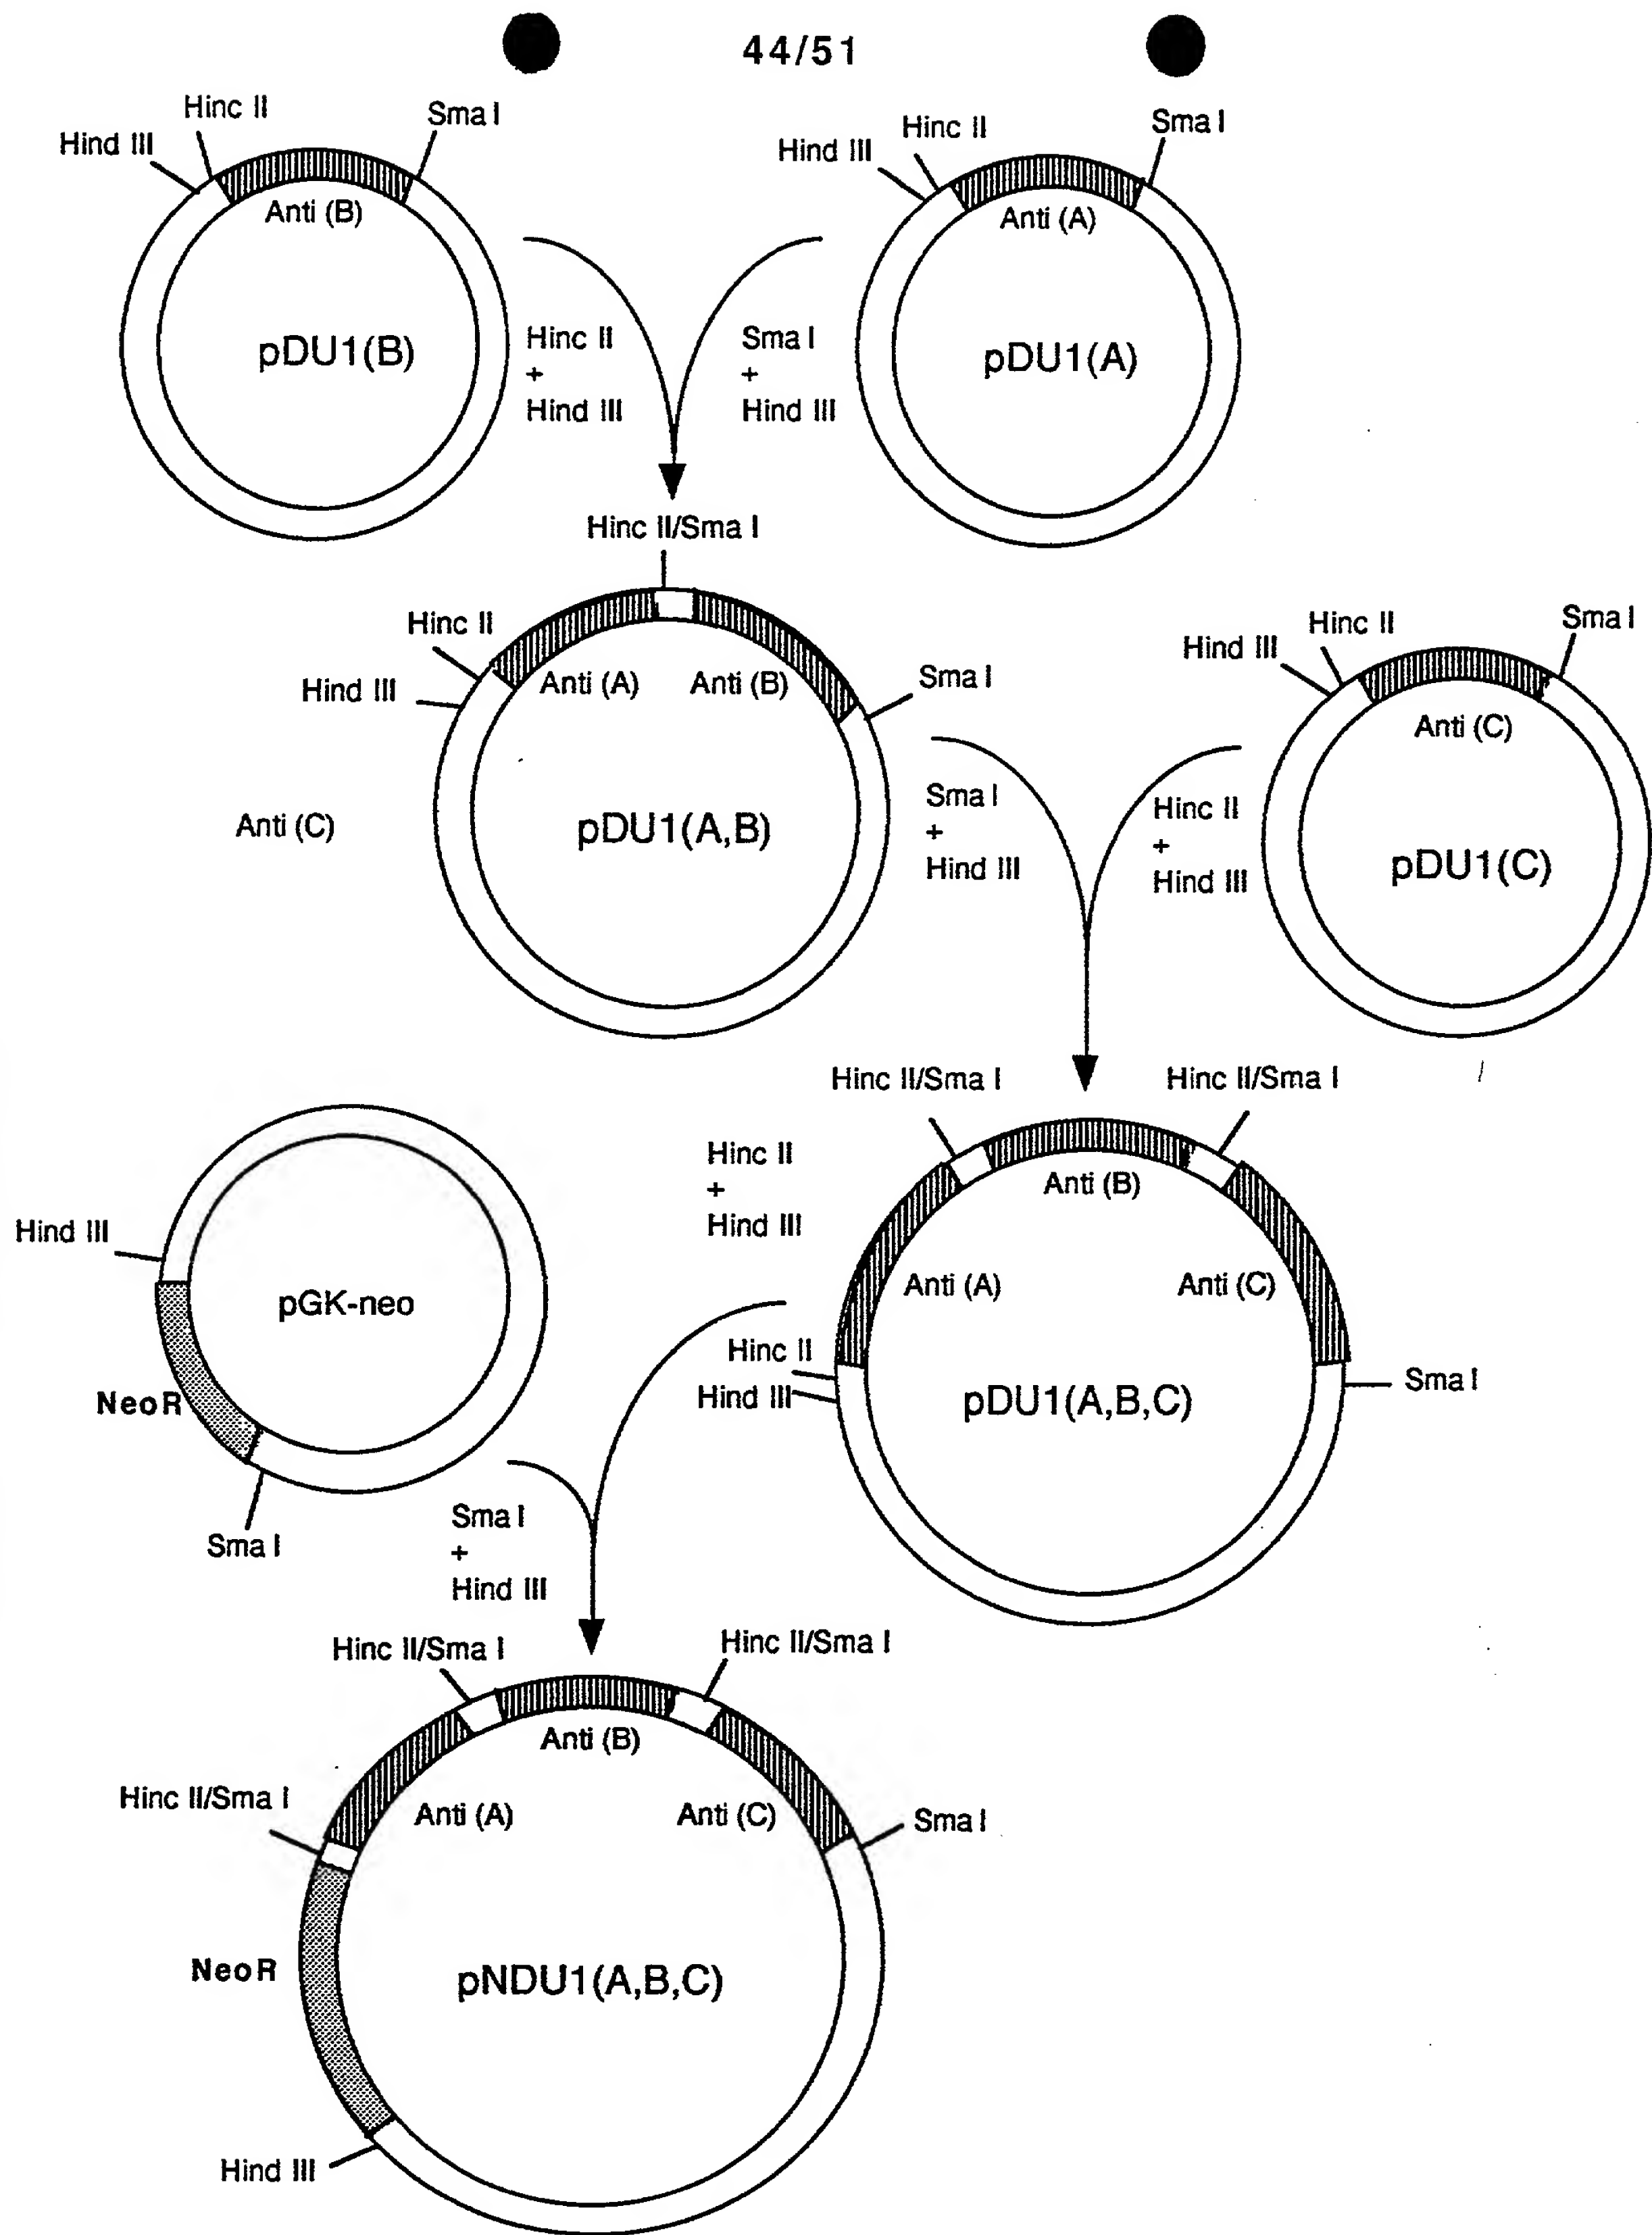 44/51
Hind III
Hinc II
Sma I
Anti (B)
pDU1(B)
Hind III
Hinc II
Sma I
Anti (A)
pDU1(A)
Hinc II
+
Hind III
Sma I
+
Hind III
Hinc II/Sma I
Hinc II
Hind III
Anti (A)
Anti (B)
Sma I
Anti (C)
pDU1(A,B)
Hind III
Hinc II
Sma I
Anti (C)
pDU1(C)
Sma I
+
Hind III
Hinc II
+
Hind III
Hinc II/Sma I
Hinc II/Sma I
Hinc II
+
Hind III
Anti (B)
Anti (A)
Anti (C)
Hinc II
Hind III
Sma I
pDU1(A,B,C)
Hind III
pGK-neo
NeoR
Sma I
Sma I
+
Hind III
Hinc II/Sma I
Hinc II/Sma I
Anti (B)
Hinc II/Sma I
Anti (A)
Anti (C)
Sma I
NeoR
pNDU1(A,B,C)
Hind III